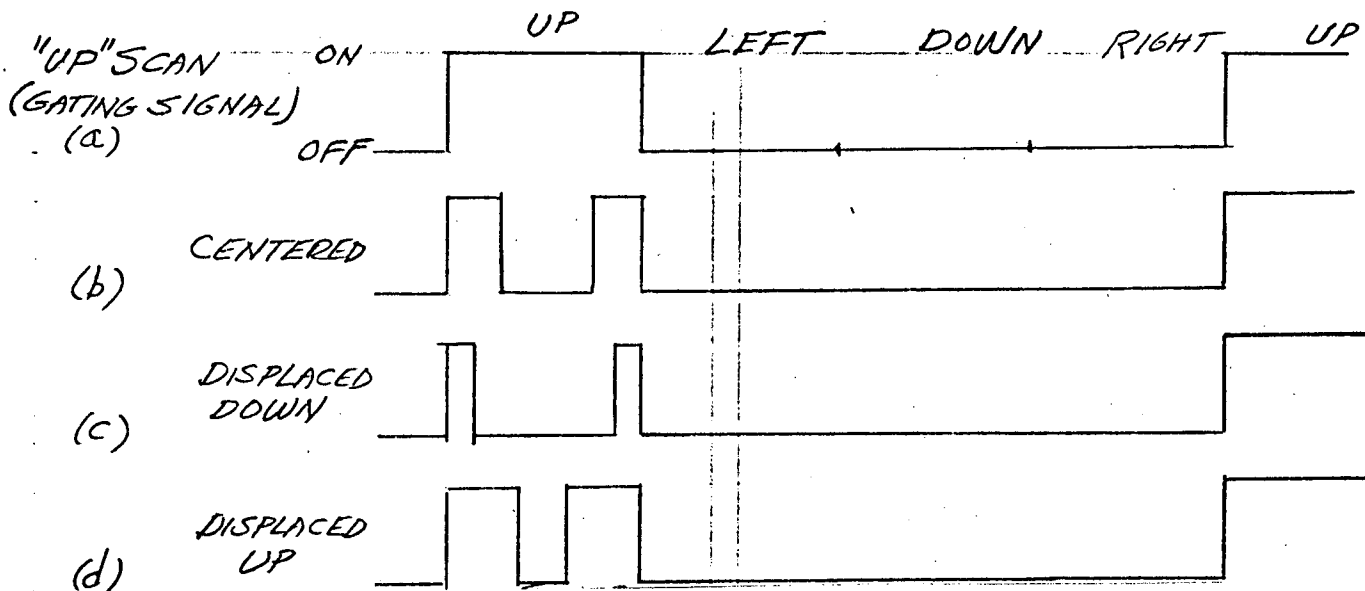 UP LEFT DOWN RIGHT UP
"UP" SCAN ON
(GATING SIGNAL)
(a)
OFF
CENTERED
(b)
DISPLACED
DOWN
(c)
DISPLACED
UP
(d)